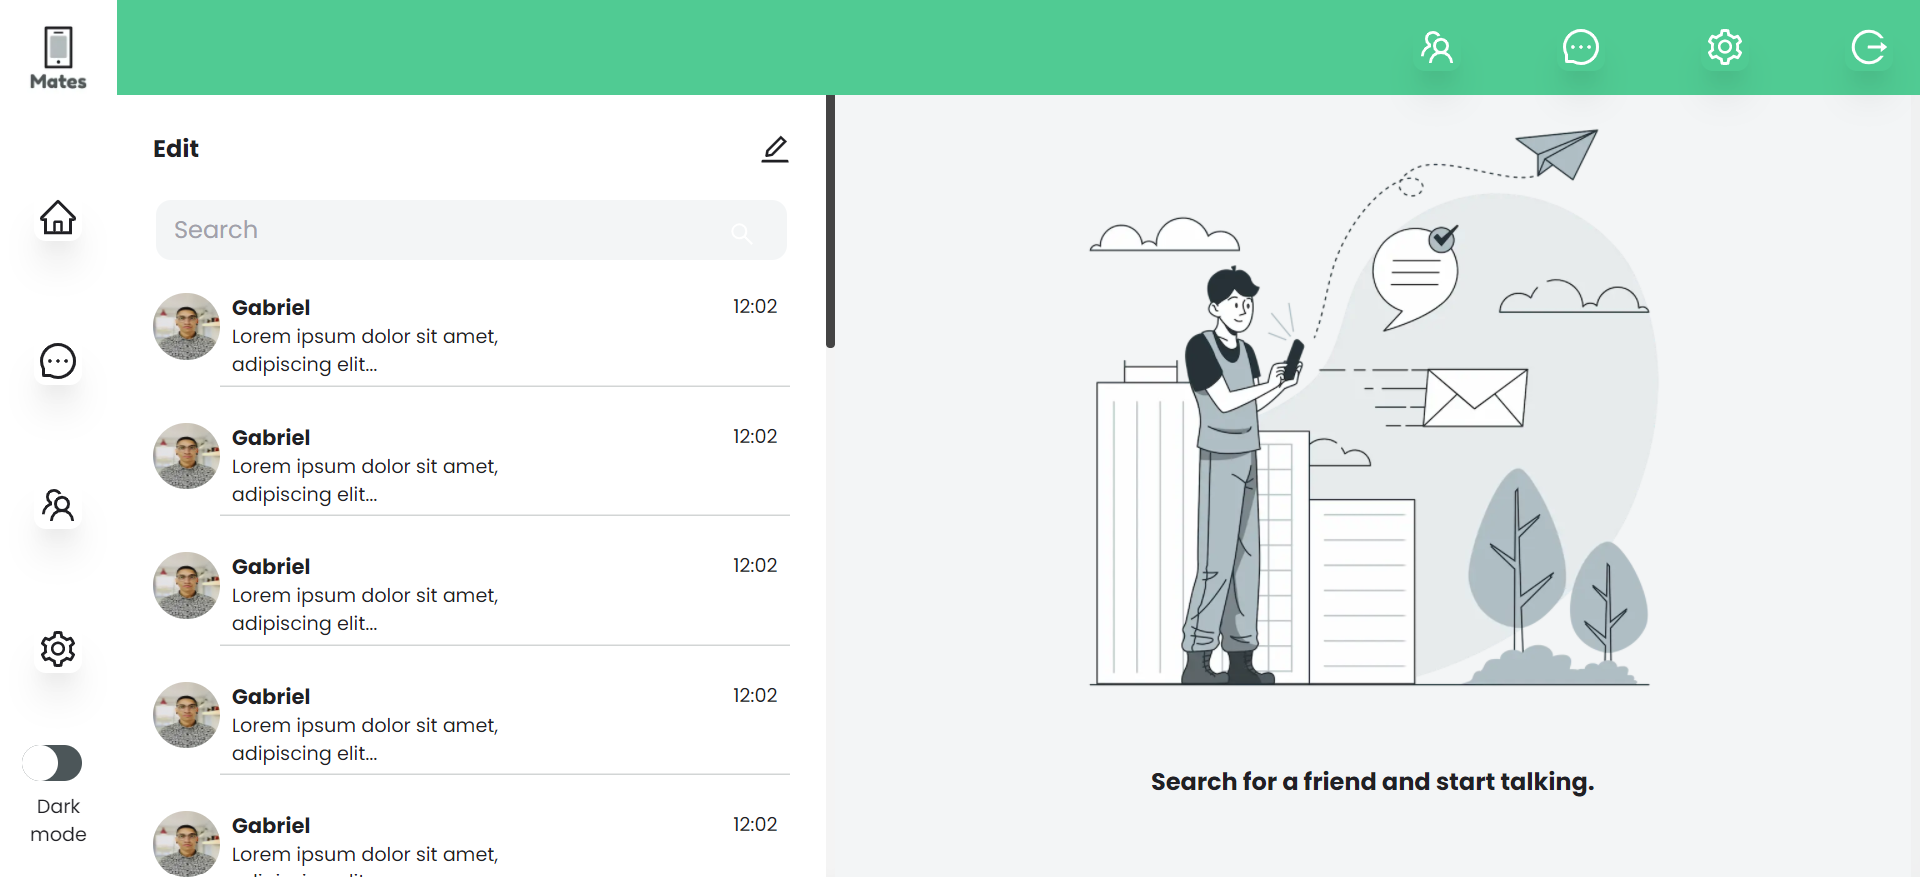 Mates
Edit
Search
Gabriel
12:02
Lorem ipsum dolor sit amet,
adipiscing elit...
Gabriel
12:02
Lorem ipsum dolor sit amet,
adipiscing elit...
Gabriel
12:02
Lorem ipsum dolor sit amet,
adipiscing elit...
Gabriel
12:02
Lorem ipsum dolor sit amet,
adipiscing elit...
Gabriel
12:02
Lorem ipsum dolor sit amet,
Dark
mode
Search for a friend and start talking.